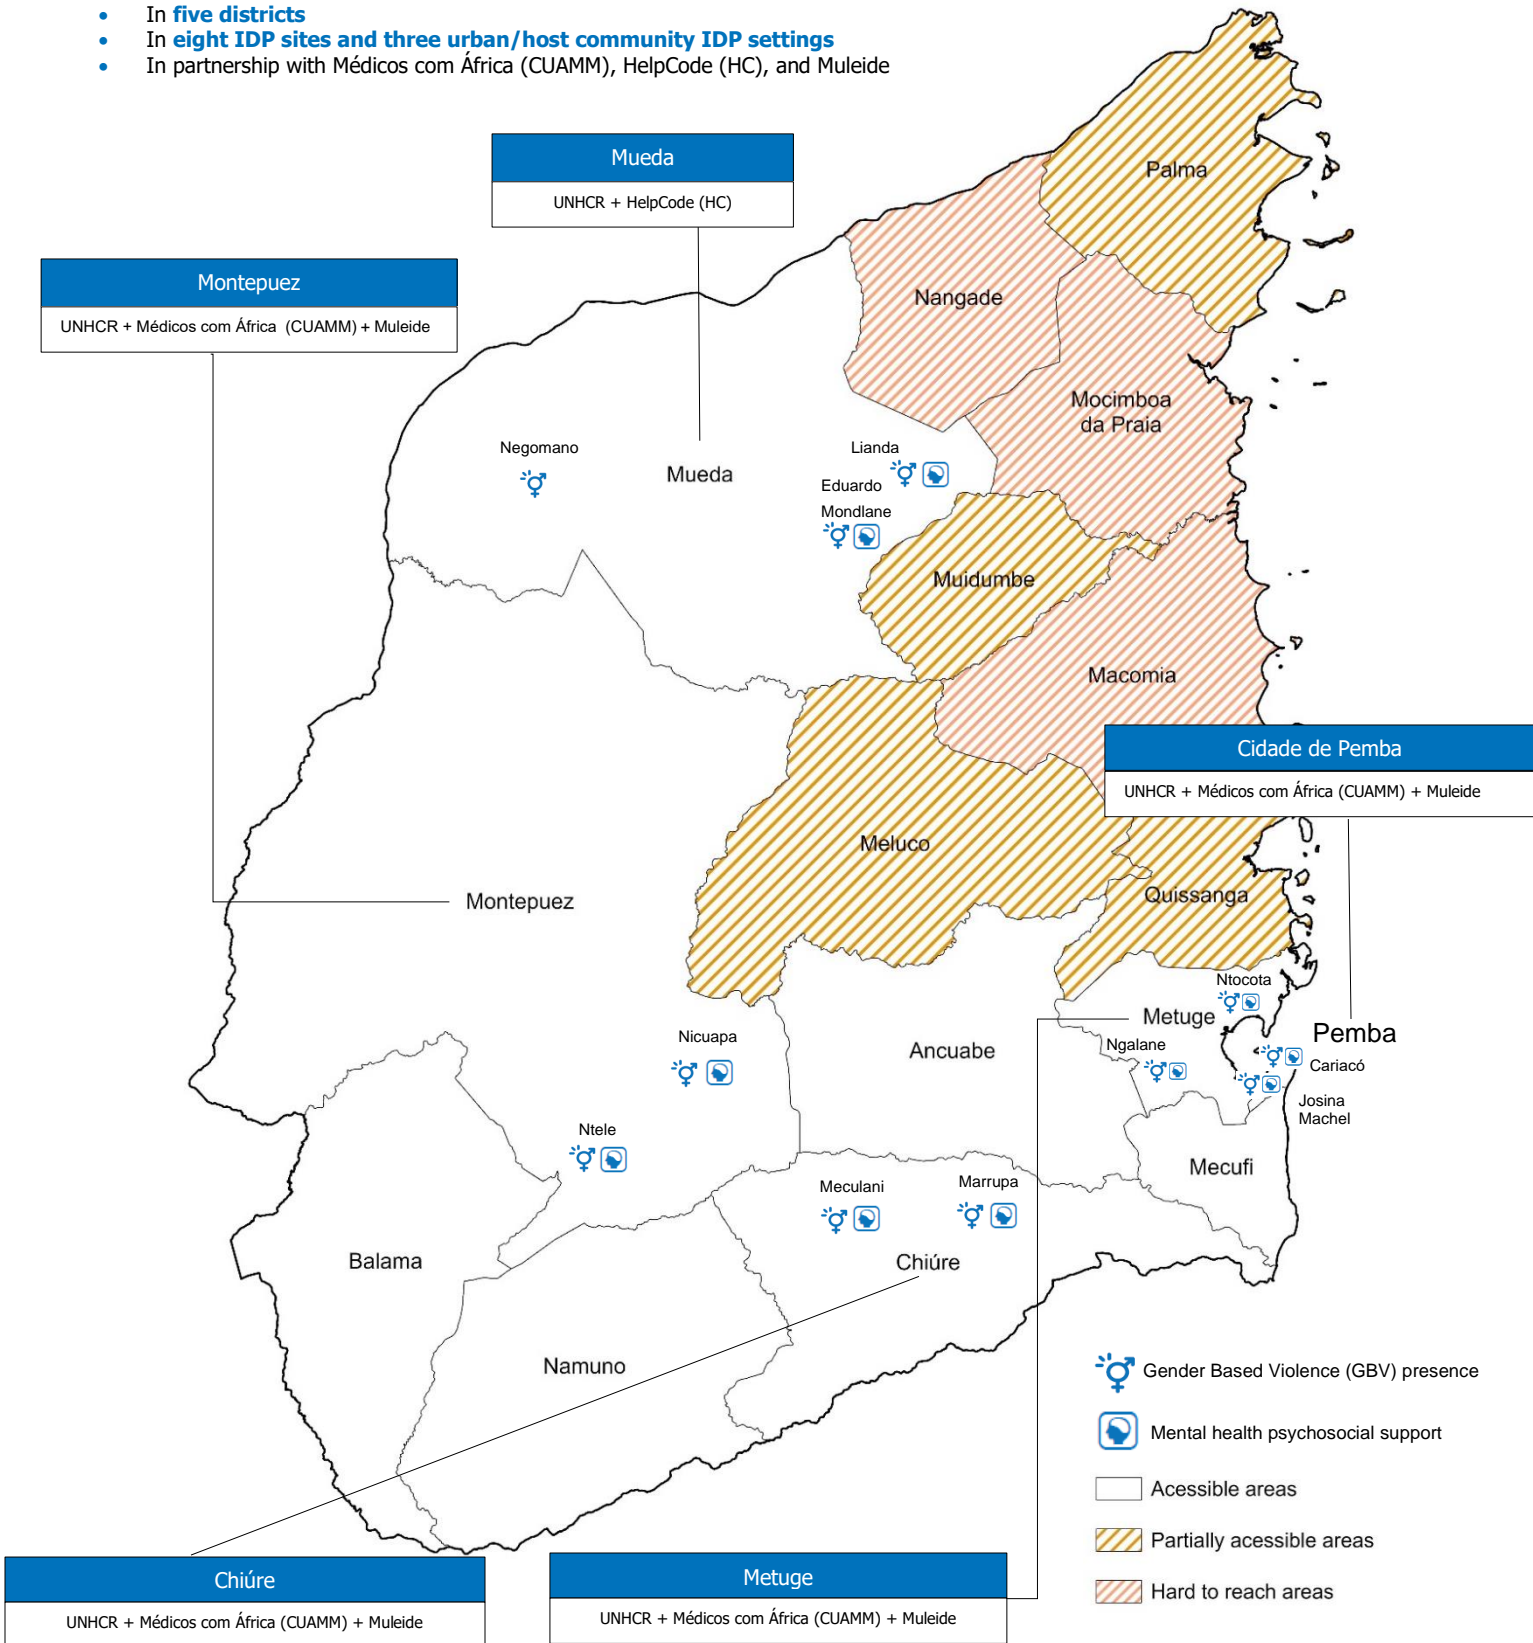 • In five districts
• In eight IDP sites and three urban/host community IDP settings
• In partnership with Médicos com África (CUAMM), HelpCode (HC), and Muleide
Mueda
UNHCR + HelpCode (HC)
Palma
Montepuez
UNHCR + Médicos com África (CUAMM) + Muleide
Nangade
Mocimboa
da Praia
Negomano
Mueda
Lianda
Eduardo
Mondlane
Muidumbe
Macomia
Cidade de Pemba
UNHCR + Médicos com África (CUAMM) + Muleide
Meluco
Montepuez
Quissanga
Ntocota
Metuge
Pemba
Nicuapa
Ancuabe
Ngalane
Cariacó
Josina
Machel
Ntele
Mecufi
Meculani
Marrupa
Balama
Chiúre
Namuno
Gender Based Violence (GBV) presence
Mental health psychosocial support
Acessible areas
Partially acessible areas
Hard to reach areas
Chiúre
UNHCR + Médicos com África (CUAMM) + Muleide
Metuge
UNHCR + Médicos com África (CUAMM) + Muleide